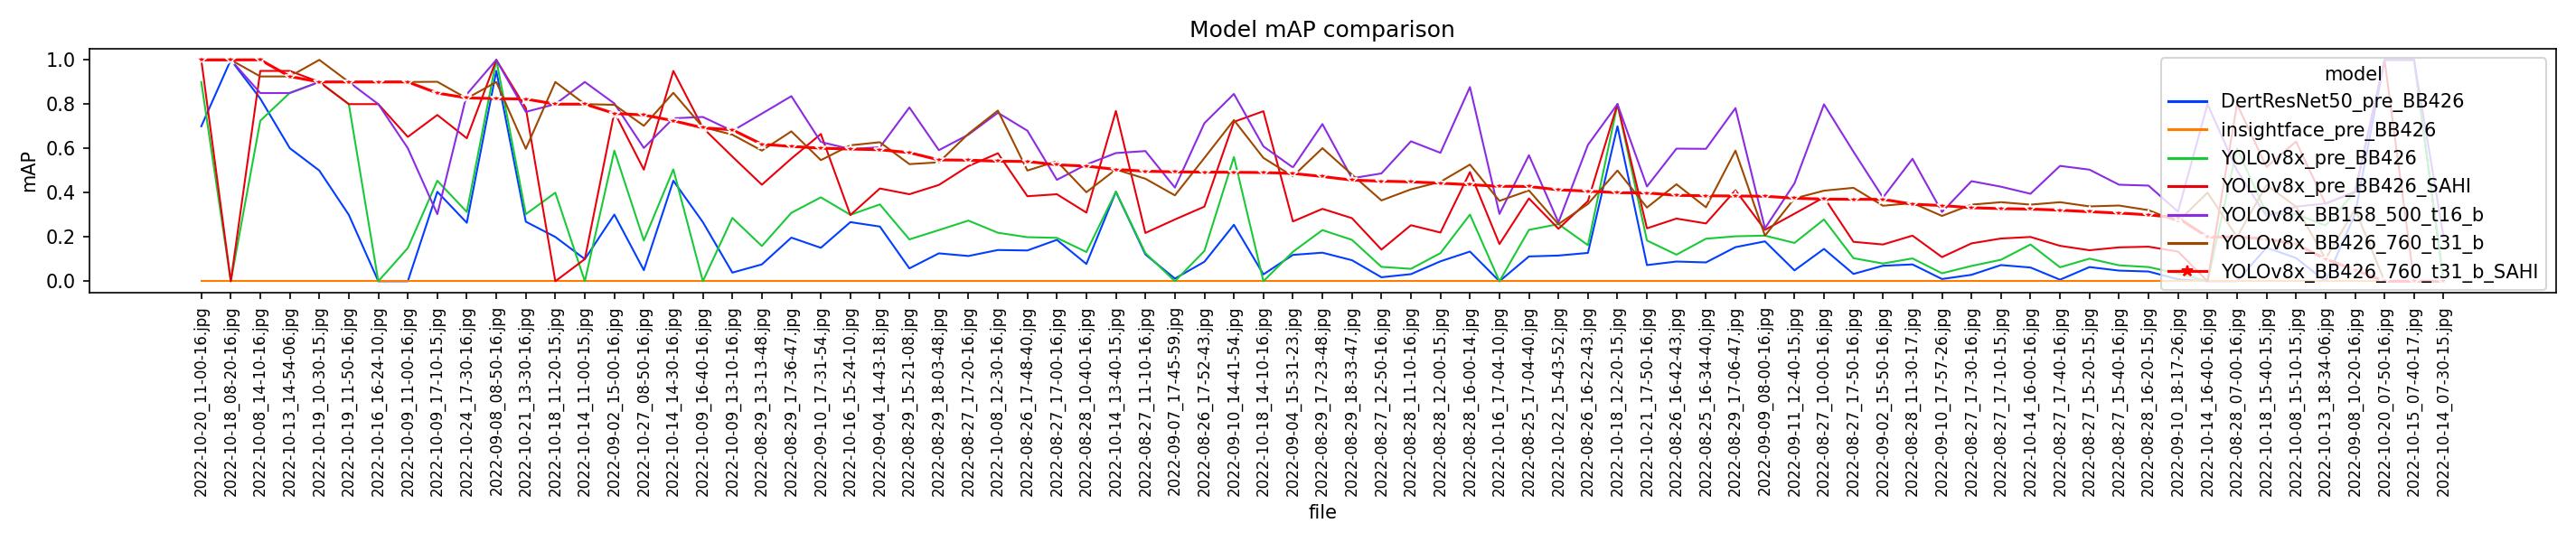 Model mAP comparison
1.0
0.8
0.6
0.4
0.2
0.0
mAP
model
DertResNet50_pre_BB426
insightface_pre_BB426
YOLOv8x_pre_BB426
YOLOv8x_pre_BB426_SAHI
YOLOv8x_BB158_500_t16_b
YOLOv8x_BB426_760_t31_b
YOLOv8x_BB426_760_t31_b_SAHI
2022-10-20_11-00-16.jpg
2022-10-18_08-20-16.jpg
2022-10-08_14-10-16.jpg
2022-10-13_14-54-06.jpg
2022-10-19_10-30-15.jpg
2022-10-19_11-50-16.jpg
2022-10-16_16-24-10.jpg
2022-10-09_11-00-16.jpg
2022-10-09_17-10-15.jpg
2022-10-24_17-30-16.jpg
2022-09-08_08-50-16.jpg
2022-10-21_13-30-16.jpg
2022-10-18_11-20-15.jpg
2022-10-14_11-00-15.jpg
2022-09-02_15-00-16.jpg
2022-10-27_08-50-16.jpg
2022-10-14_14-30-16.jpg
2022-10-09_16-40-16.jpg
2022-10-09_13-10-16.jpg
2022-08-29_13-13-48.jpg
2022-08-29_17-36-47.jpg
2022-09-10_17-31-54.jpg
2022-10-16_15-24-10.jpg
2022-09-04_14-43-18.jpg
2022-08-29_15-21-08.jpg
2022-08-29_18-03-48.jpg
2022-08-27_17-20-16.jpg
2022-10-08_12-30-16.jpg
2022-08-26_17-48-40.jpg
2022-08-27_17-00-16.jpg
2022-08-28_10-40-16.jpg
2022-10-14_13-40-15.jpg
2022-08-27_11-10-16.jpg
2022-09-07_17-45-59.jpg
2022-08-26_17-52-43.jpg
2022-09-10_14-41-54.jpg
2022-10-18_14-10-16.jpg
2022-09-04_15-31-23.jpg
2022-08-29_17-23-48.jpg
2022-08-29_18-33-47.jpg
2022-08-27_12-50-16.jpg
2022-08-28_11-10-16.jpg
2022-08-28_12-00-15.jpg
2022-08-28_16-00-14.jpg
2022-10-16_17-04-10.jpg
2022-08-25_17-04-40.jpg
2022-10-22_15-43-52.jpg
2022-08-26_16-22-43.jpg
2022-10-18_12-20-15.jpg
2022-10-21_17-50-16.jpg
2022-08-26_16-42-43.jpg
2022-08-25_16-34-40.jpg
2022-08-29_17-06-47.jpg
2022-09-09_08-00-16.jpg
2022-09-11_12-40-15.jpg
2022-08-27_10-00-16.jpg
2022-08-27_17-50-16.jpg
2022-09-02_15-50-16.jpg
2022-08-28_11-30-17.jpg
2022-09-10_17-57-26.jpg
2022-08-27_17-30-16.jpg
2022-08-27_17-10-15.jpg
2022-10-14_16-00-16.jpg
2022-08-27_17-40-16.jpg
2022-08-27_15-20-15.jpg
2022-08-27_15-40-16.jpg
2022-08-28_16-20-15.jpg
2022-09-10_18-17-26.jpg
2022-10-14_16-40-16.jpg
2022-08-28_07-00-16.jpg
2022-10-18_15-40-15.jpg
2022-10-08_15-10-15.jpg
2022-10-13_18-34-06.jpg
2022-09-08_10-20-16.jpg
2022-10-20_07-50-16.jpg
2022-10-15_07-40-17.jpg
2022-10-14_07-30-15.jpg
file